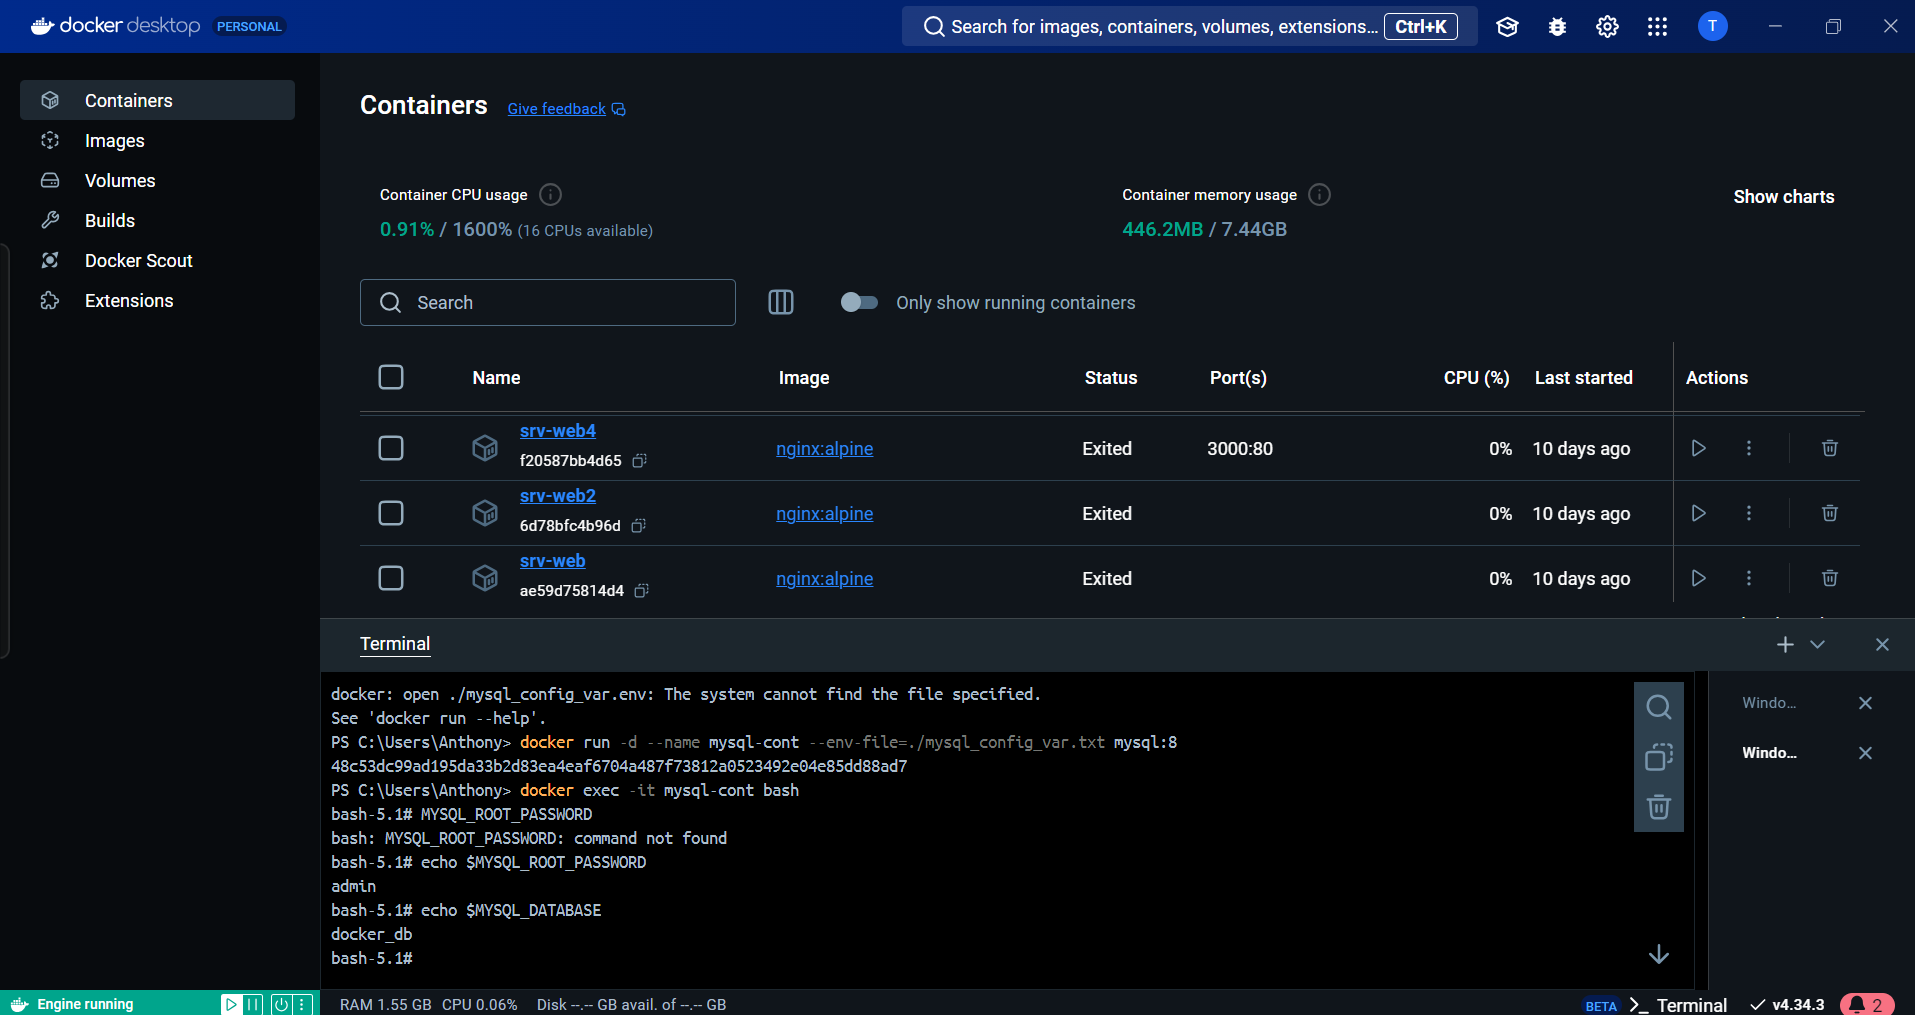 docker desktop PERSONAL
Search for images, containers, volumes, extensions... Ctrl+K
T
Containers
Images
Volumes
Builds
Docker Scout
Extensions
Containers Give feedback
Container CPU usage
0.91% / 1600% (16 CPUs available)
Container memory usage
446.2MB / 7.44GB
Show charts
Search
Only show running containers
Name Image Status Port(s) CPU (%) Last started Actions
srv-web4
f20587bb4d65
nginx:alpine Exited 3000:80 0% 10 days ago
srv-web2
6d78bfc4b96d
nginx:alpine Exited 0% 10 days ago
srv-web
ae59d75814d4
nginx:alpine Exited 0% 10 days ago
Terminal
docker: open ./mysql_config_var.env: The system cannot find the file specified.
See 'docker run --help'.
PS C:\Users\Anthony> docker run -d --name mysql-cont --env-file=./mysql_config_var.txt mysql:8
48c53dc99ad195da33b2d83ea4eaf6704a487f73812a0523492e04e85dd88ad7
PS C:\Users\Anthony> docker exec -it mysql-cont bash
bash-5.1# MYSQL_ROOT_PASSWORD
bash: MYSQL_ROOT_PASSWORD: command not found
bash-5.1# echo $MYSQL_ROOT_PASSWORD
admin
bash-5.1# echo $MYSQL_DATABASE
docker_db
bash-5.1#
Windo...
Windo...
Engine running
RAM 1.55 GB CPU 0.06% Disk --.-- GB avail. of --.-- GB
BETA >_ Terminal v4.34.3 2